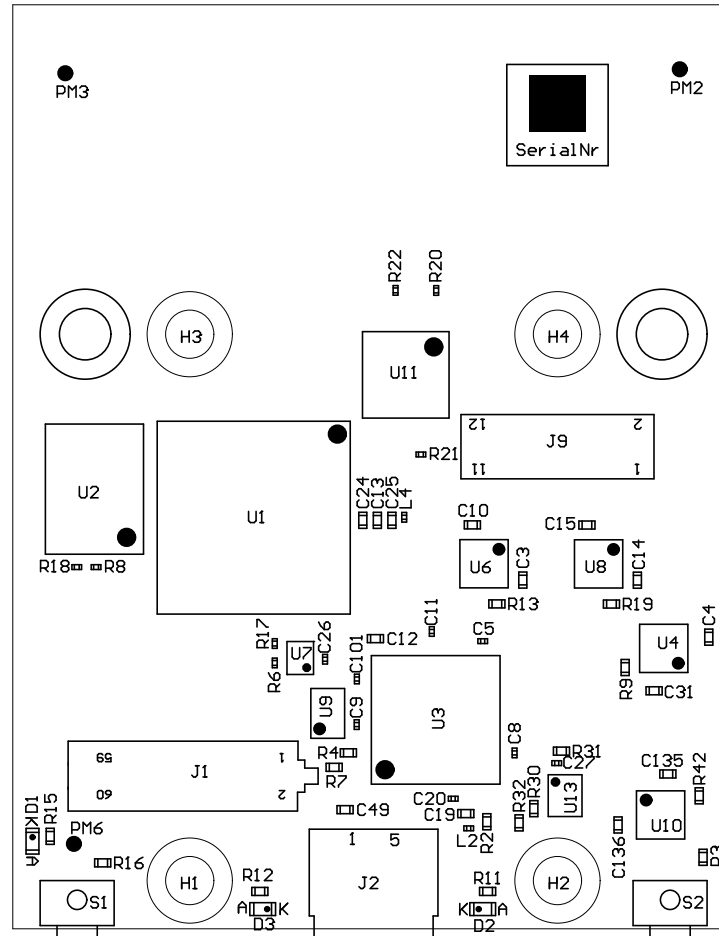 PM3
PM2
SerialNr
R22
R20
H3
H4
U11
12
2
J9
11
1
R21
U2
U1
C24
C13
C25
L4
C10
C15
U6
C3
U8
C14
R18
R8
R13
R19
C4
R17
U7
C26
C101
C12
C11
C5
U4
R6
R9
C31
U9
C9
U3
C8
59
1
J1
60
2
R4
R7
R31
C27
C135
R42
U13
R30
R32
C20
C19
L2
R2
C49
U10
C136
D1
K
A
R15
PM6
R16
1
5
J2
H1
H2
R12
R11
S1
S2
A
K
D3
K
A
D2